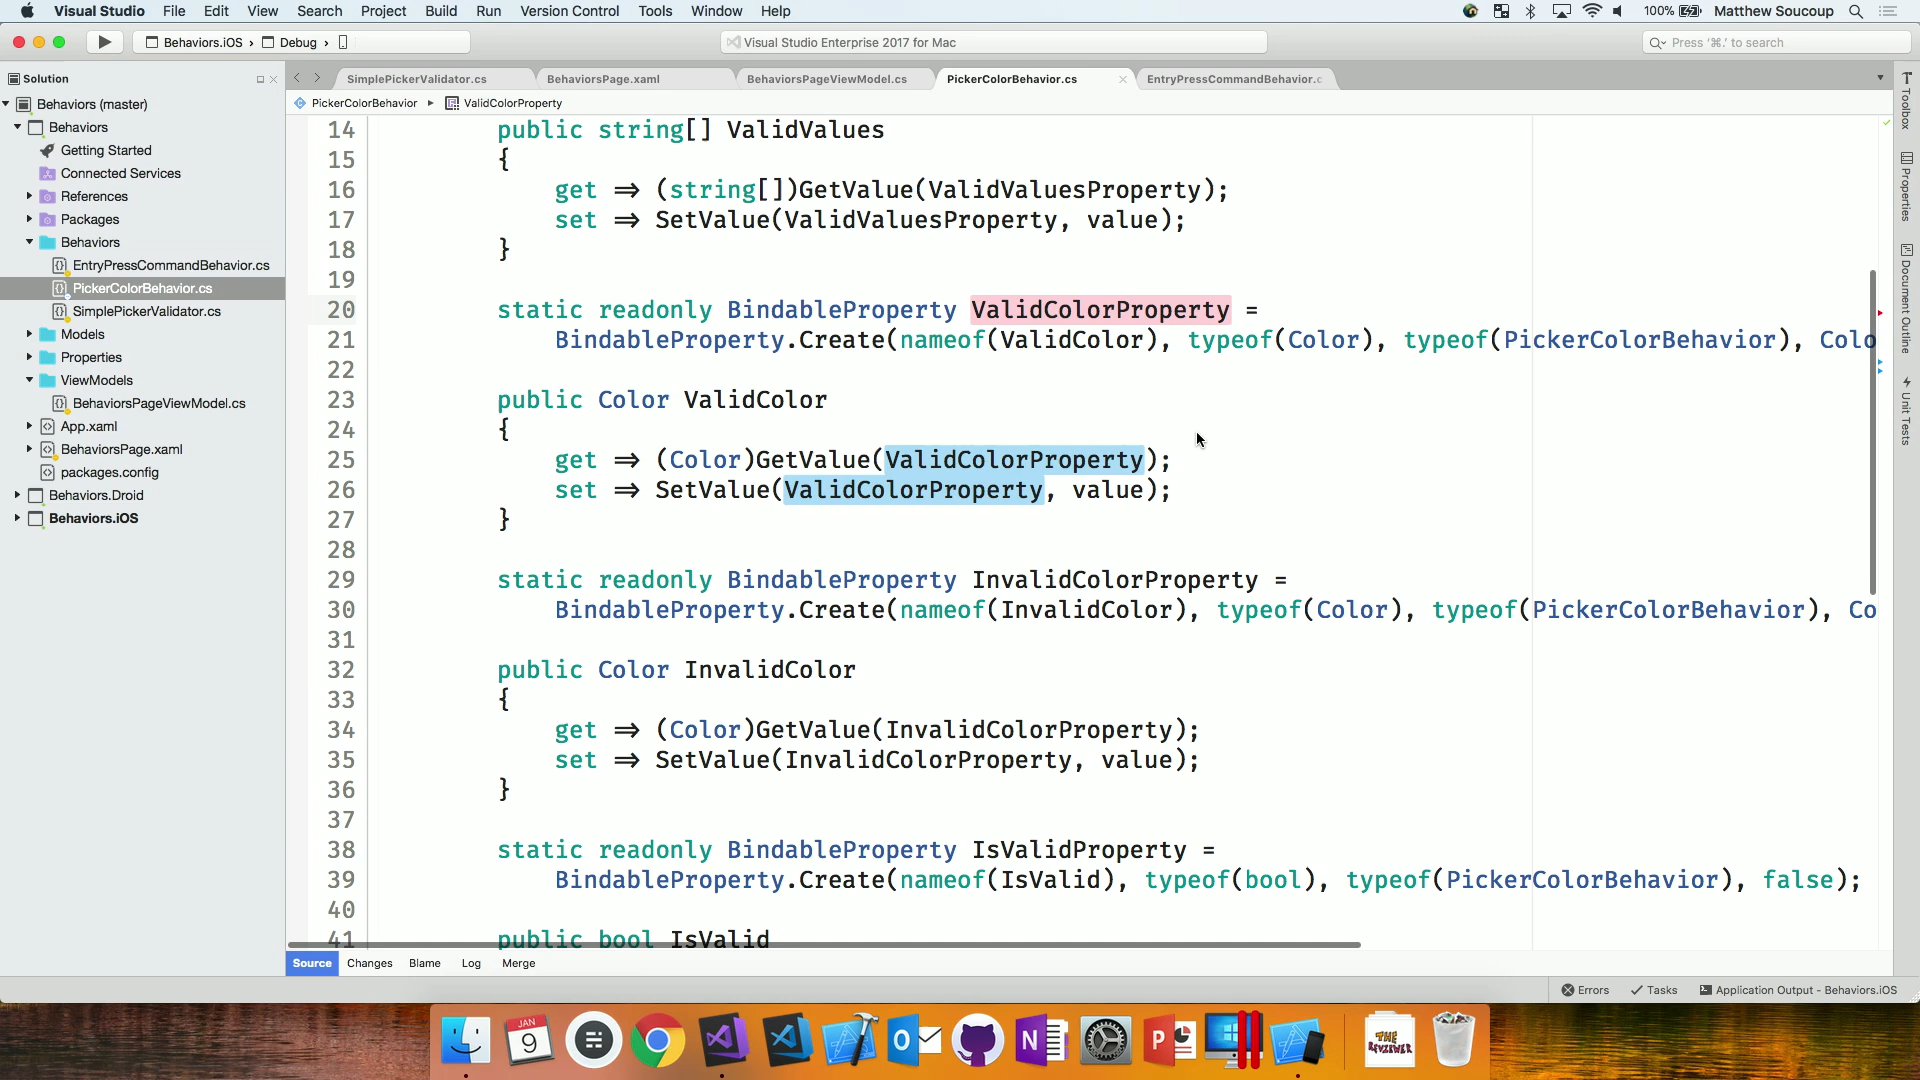 Visual Studio File Edit View Search Project Build Run Version Control Tools Window Help
100% Matthew Soucoup
Behaviors.iOS › Debug ›
Visual Studio Enterprise 2017 for Mac
Press '⌘.' to search
Solution
SimplePickerValidator.cs
BehaviorsPage.xaml
BehaviorsPageViewModel.cs
PickerColorBehavior.cs
EntryPressCommandBehavior.c
PickerColorBehavior ▸ ValidColorProperty
Behaviors (master)
Behaviors
Getting Started
Connected Services
References
Packages
Behaviors
EntryPressCommandBehavior.cs
PickerColorBehavior.cs
SimplePickerValidator.cs
Models
Properties
ViewModels
BehaviorsPageViewModel.cs
App.xaml
BehaviorsPage.xaml
packages.config
Behaviors.Droid
Behaviors.iOS
14 public string[] ValidValues
15 {
16 get => (string[])GetValue(ValidValuesProperty);
17 set => SetValue(ValidValuesProperty, value);
18 }
19
20 static readonly BindableProperty ValidColorProperty =
21 BindableProperty.Create(nameof(ValidColor), typeof(Color), typeof(PickerColorBehavior), Colo
22
23 public Color ValidColor
24 {
25 get => (Color)GetValue(ValidColorProperty);
26 set => SetValue(ValidColorProperty, value);
27 }
28
29 static readonly BindableProperty InvalidColorProperty =
30 BindableProperty.Create(nameof(InvalidColor), typeof(Color), typeof(PickerColorBehavior), Co
31
32 public Color InvalidColor
33 {
34 get => (Color)GetValue(InvalidColorProperty);
35 set => SetValue(InvalidColorProperty, value);
36 }
37
38 static readonly BindableProperty IsValidProperty =
39 BindableProperty.Create(nameof(IsValid), typeof(bool), typeof(PickerColorBehavior), false);
40
41 public bool IsValid
Toolbox
Properties
Document Outline
Unit Tests
Source Changes Blame Log Merge
Errors Tasks Application Output - Behaviors.iOS
JAN
9
THE
REVIEWER